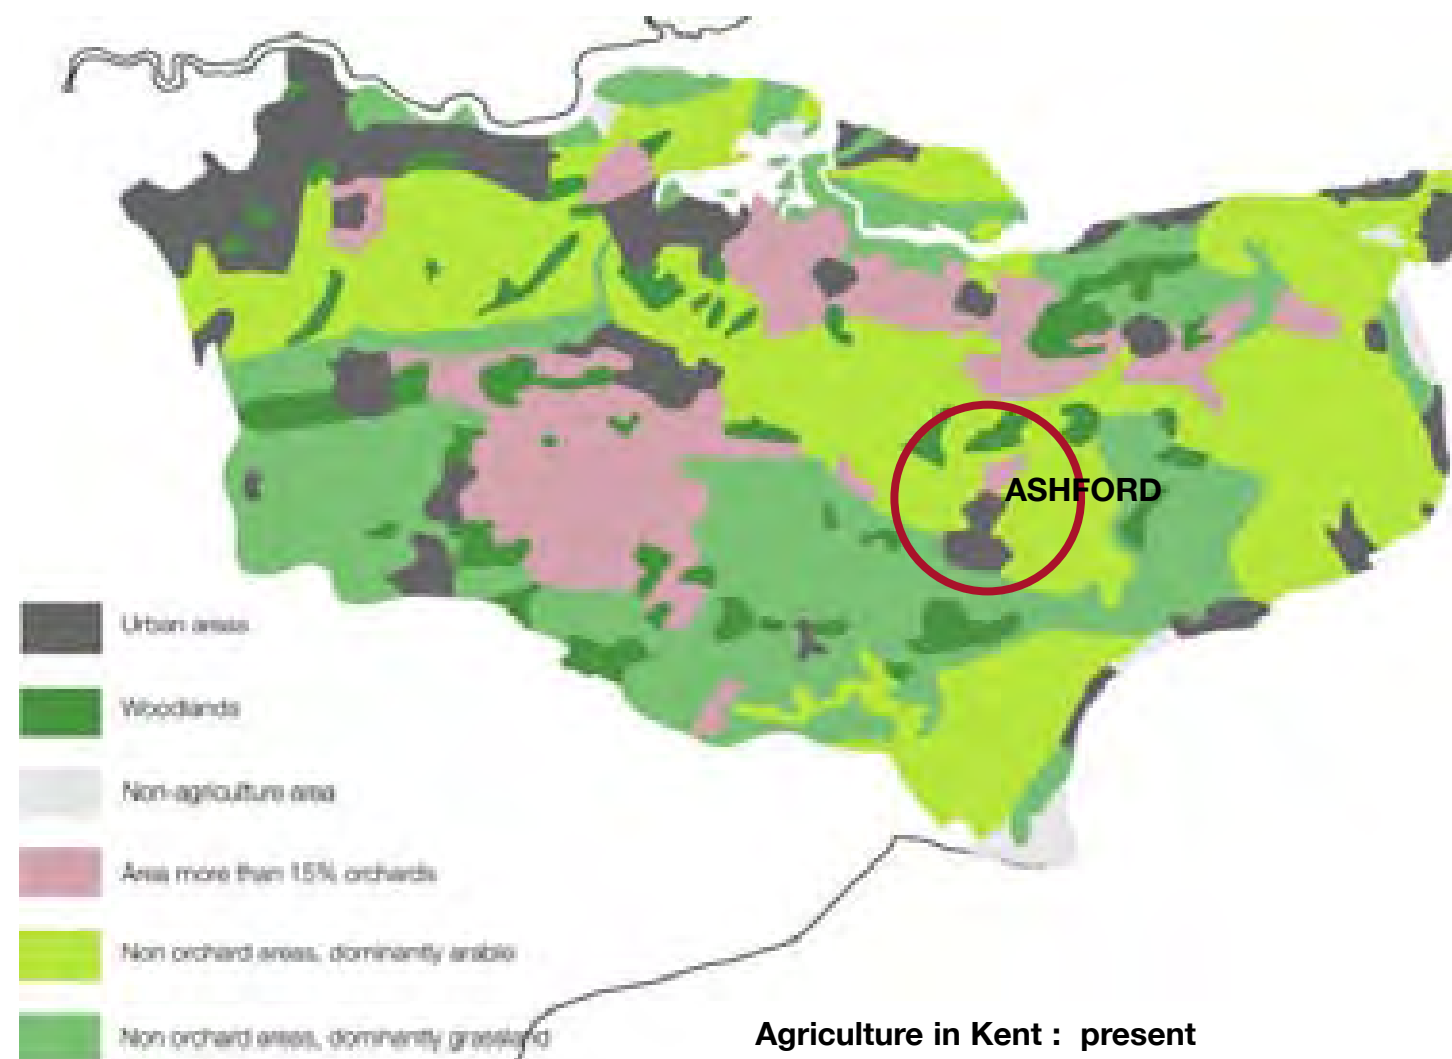 ASHFORD
Urban areas
Woodlands
Non-agriculture area
Area more than 15% orchards
Non orchard areas, dominantly arable
Non orchard areas, dominantly grassland
Agriculture in Kent : present